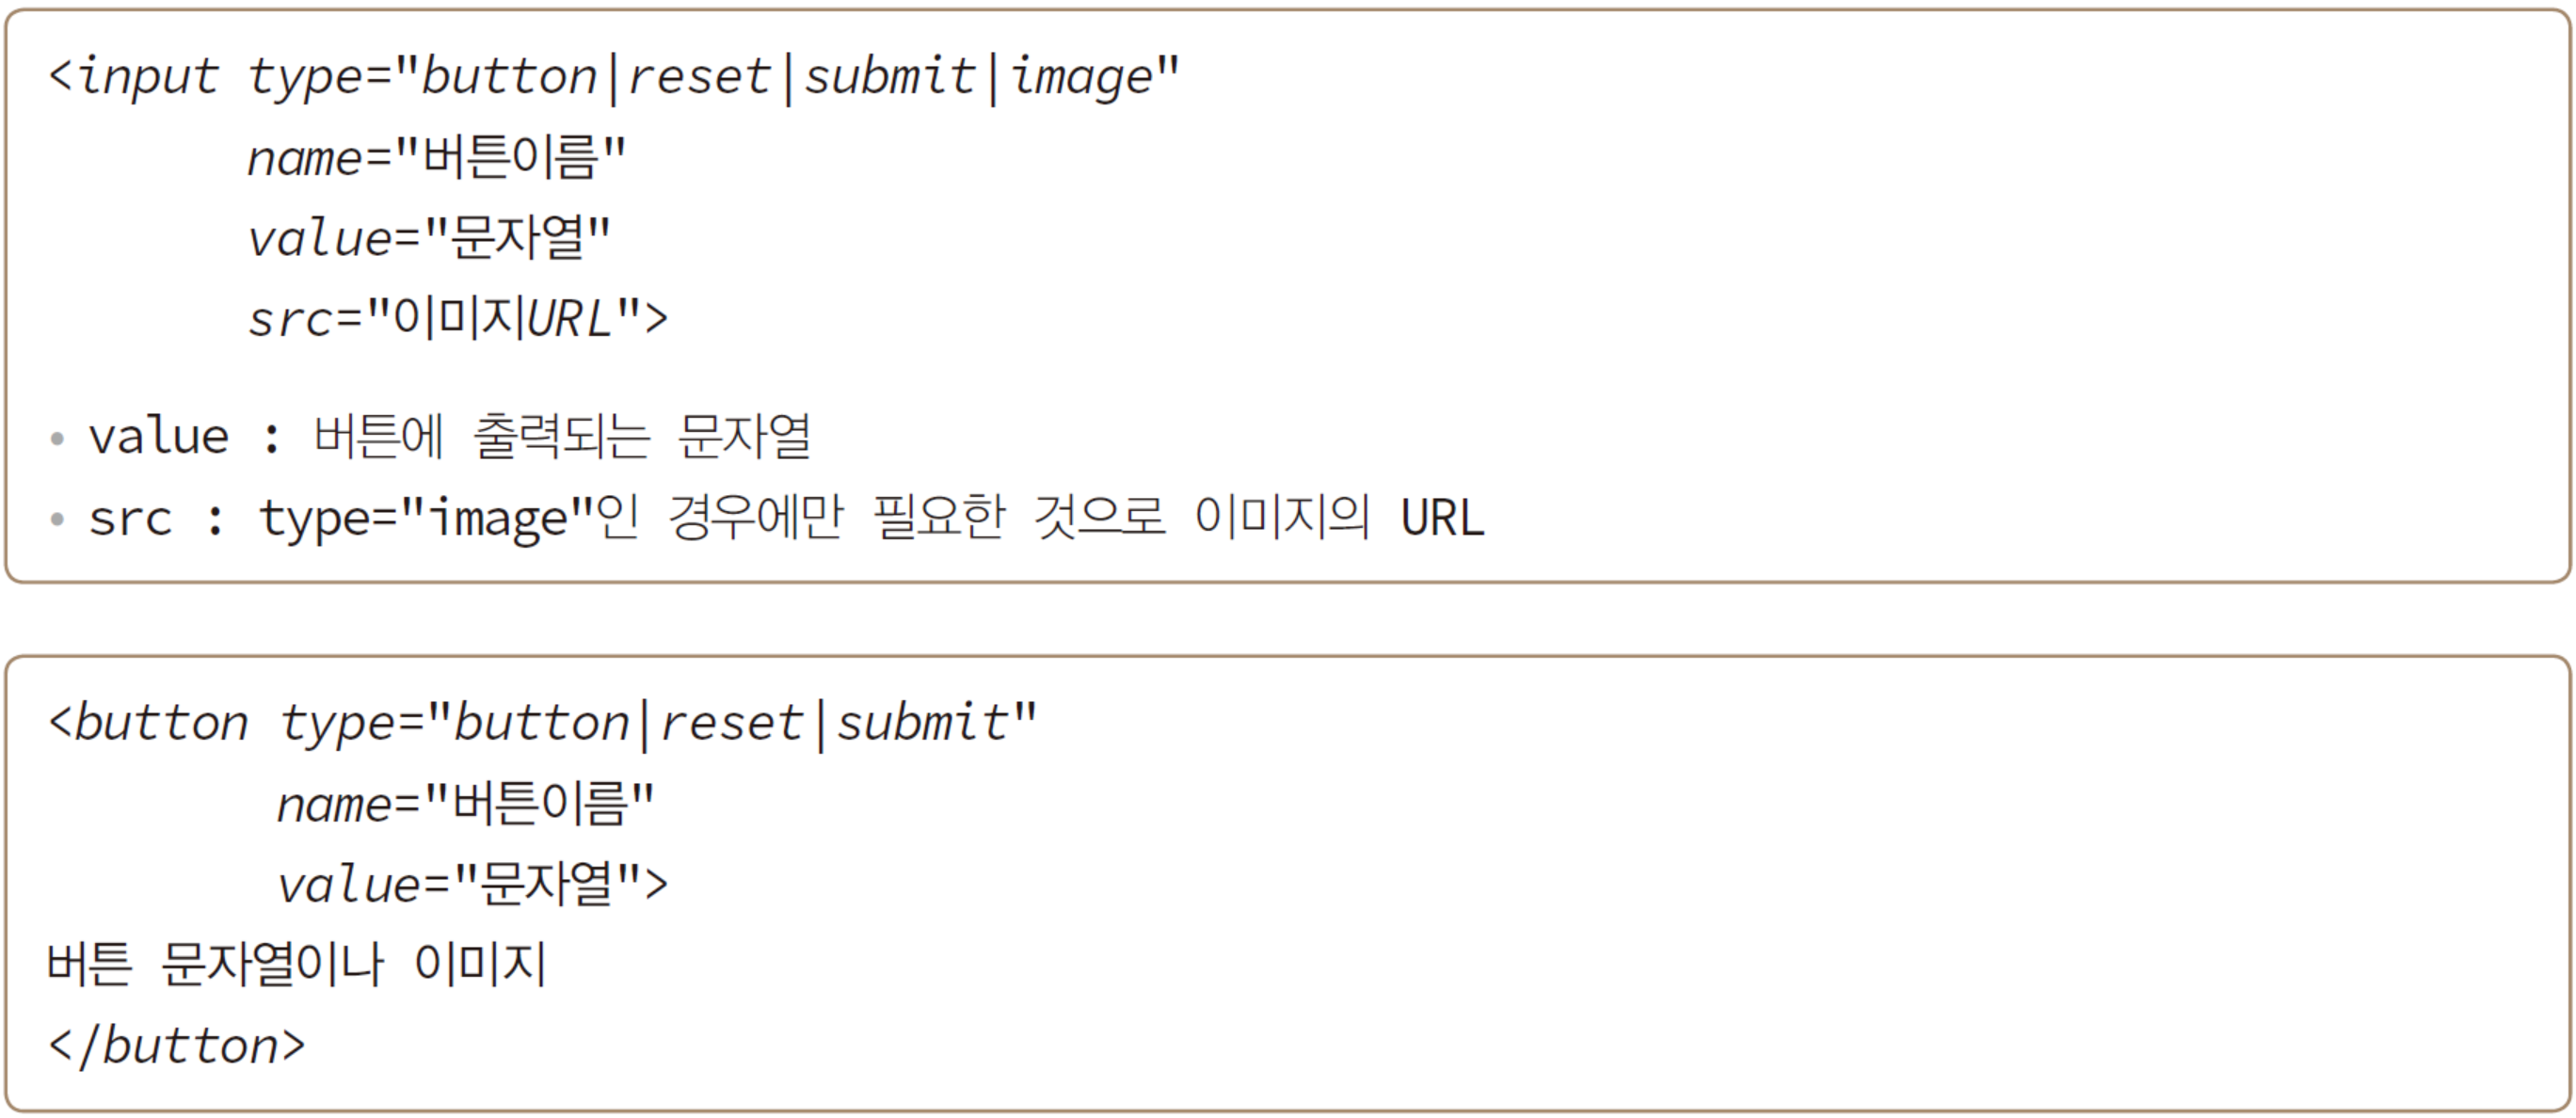 <input type="button|reset|submit|image"
name="버튼이름"
value="문자열"
src="이미지URL">
• value : 버튼에 출력되는 문자열
• src : type="image"인 경우에만 필요한 것으로 이미지의 URL
<button type="button|reset|submit"
name="버튼이름"
value="문자열">
버튼 문자열이나 이미지
</button>